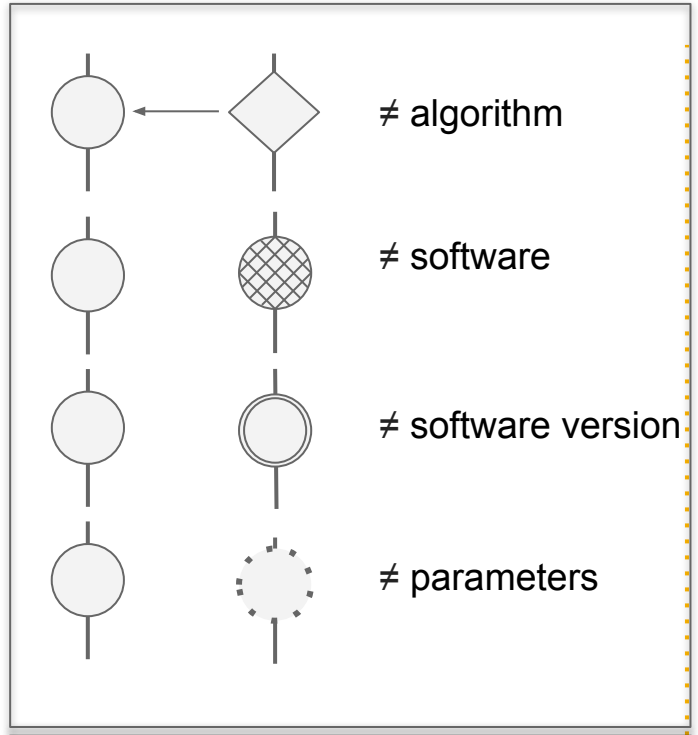 ≠ algorithm
≠ software
≠ software version
≠ parameters